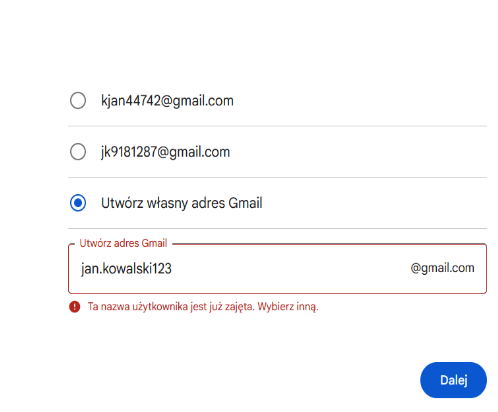 kjan44742@gmail.com
jk9181287@gmail.com
Utwórz własny adres Gmail
Utwórz adres Gmail
jan.kowalski123 @gmail.com
Ta nazwa użytkownika jest już zajęta. Wybierz inną.
Dalej